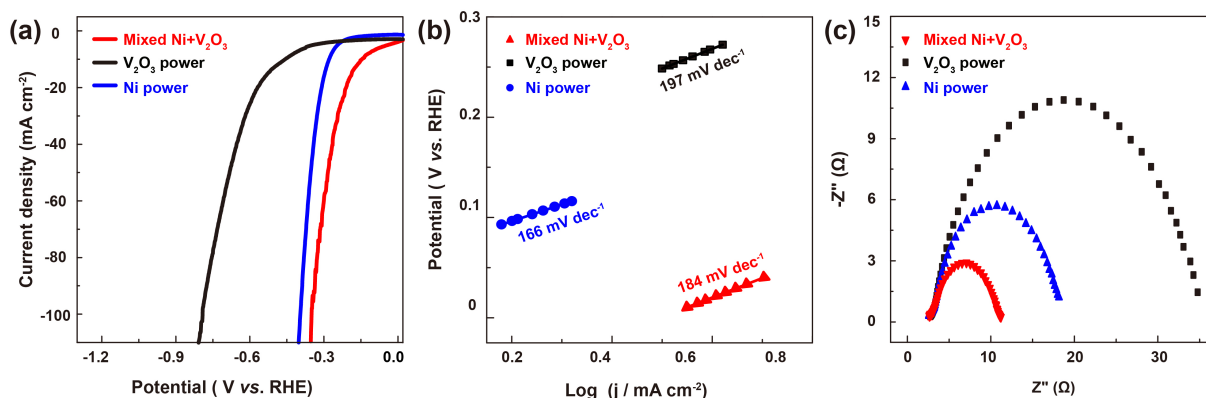 (a)
Mixed Ni+V₂O₃
V₂O₃ power
Ni power
Current density (mA cm⁻²)
0
-20
-40
-60
-80
-100
-1.2 -0.9 -0.6 -0.3 0.0
Potential ( V vs. RHE)
(b)
Mixed Ni+V₂O₃
V₂O₃ power
Ni power
197 mV dec⁻¹
166 mV dec⁻¹
184 mV dec⁻¹
Potential ( V vs. RHE)
0.3
0.2
0.1
0
0.2 0.4 0.6 0.8
Log (j / mA cm⁻²)
(c)
Mixed Ni+V₂O₃
V₂O₃ power
Ni power
-Z" (Ω)
-15
12
9
6
3
0
0 10 20 30
Z" (Ω)